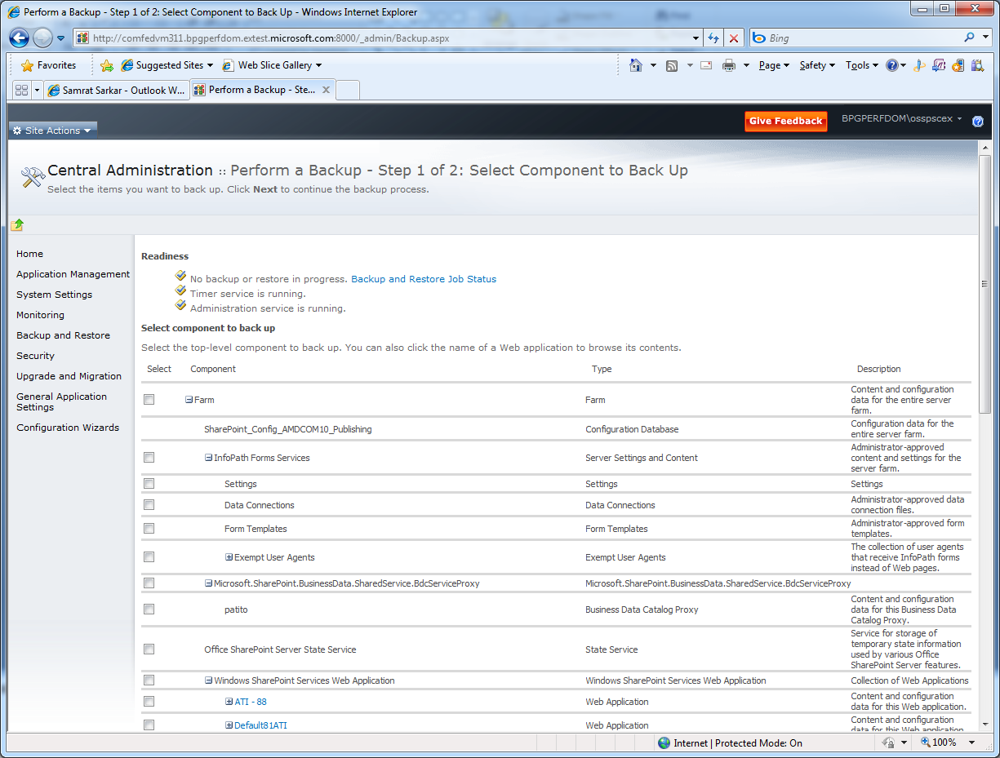 Perform a Backup - Step 1 of 2: Select Component to Back Up - Windows Internet Explorer
http://comfedvm311.bpgperfdom.extest.microsoft.com:8000/_admin/Backup.aspx
Bing
Favorites
Suggested Sites
Web Slice Gallery
Page
Safety
Tools
Samrat Sarkar - Outlook W...
Perform a Backup - Ste...
Site Actions
Give Feedback
BPGPERFDOM\osspscex
Central Administration :: Perform a Backup - Step 1 of 2: Select Component to Back Up
Select the items you want to back up. Click Next to continue the backup process.
Home
Application Management
System Settings
Monitoring
Backup and Restore
Security
Upgrade and Migration
General Application
Settings
Configuration Wizards
Readiness
No backup or restore in progress. Backup and Restore Job Status
Timer service is running.
Administration service is running.
Select component to back up
Select the top-level component to back up. You can also click the name of a Web application to browse its contents.
Select Component Type Description
Farm Farm Content and configuration
data for the entire server
farm.
SharePoint_Config_AMDCOM10_Publishing Configuration Database Configuration data for the
entire server farm.
InfoPath Forms Services Server Settings and Content Administrator-approved
content and settings for the
server farm.
Settings Settings Settings
Data Connections Data Connections Administrator-approved data
connection files.
Form Templates Form Templates Administrator-approved form
templates.
Exempt User Agents Exempt User Agents The collection of user agents
that receive InfoPath forms
instead of Web pages.
Microsoft.SharePoint.BusinessData.SharedService.BdcServiceProxy Microsoft.SharePoint.BusinessData.SharedService.BdcServiceProxy
patito Business Data Catalog Proxy Content and configuration
data for this Business Data
Catalog Proxy.
Office SharePoint Server State Service State Service Service for storage of
temporary state information
used by various Office
SharePoint Server features.
Windows SharePoint Services Web Application Windows SharePoint Services Web Application Collection of Web Applications
ATI - 88 Web Application Content and configuration
data for this Web application.
Default81ATI Web Application Content and configuration
data for this Web application
Internet | Protected Mode: On
100%